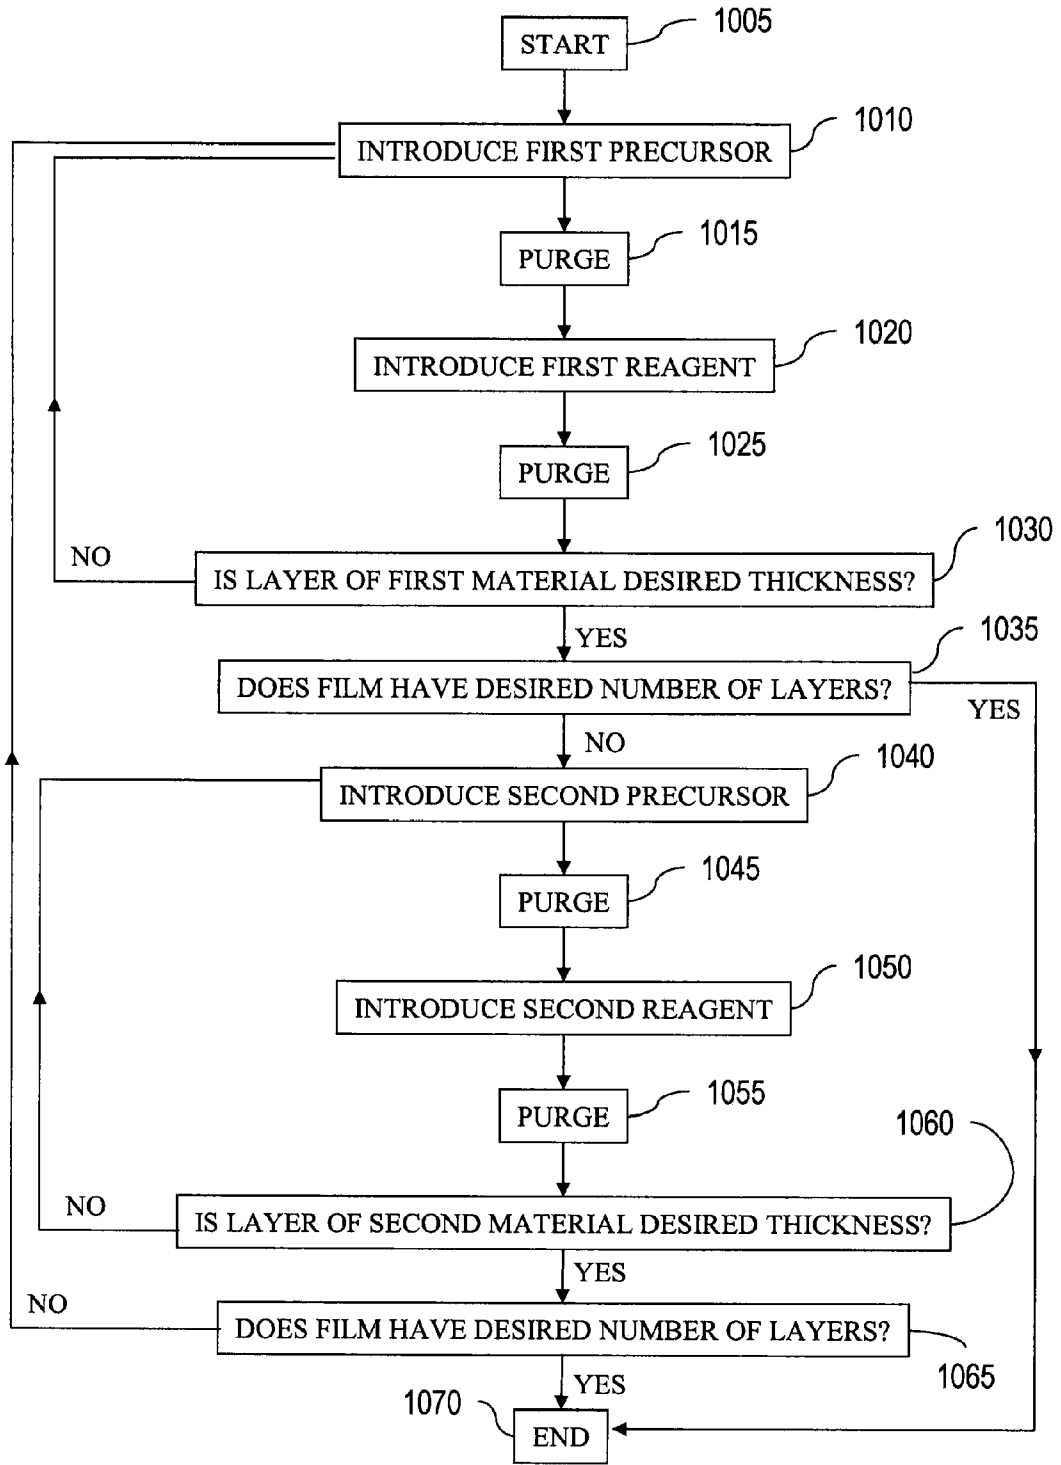 1005
START
1010
INTRODUCE FIRST PRECURSOR
1015
PURGE
1020
INTRODUCE FIRST REAGENT
1025
PURGE
1030
NO
IS LAYER OF FIRST MATERIAL DESIRED THICKNESS?
YES
1035
DOES FILM HAVE DESIRED NUMBER OF LAYERS?
YES
NO
1040
INTRODUCE SECOND PRECURSOR
1045
PURGE
1050
INTRODUCE SECOND REAGENT
1055
PURGE
1060
NO
IS LAYER OF SECOND MATERIAL DESIRED THICKNESS?
YES
NO
DOES FILM HAVE DESIRED NUMBER OF LAYERS?
1065
YES
1070
END